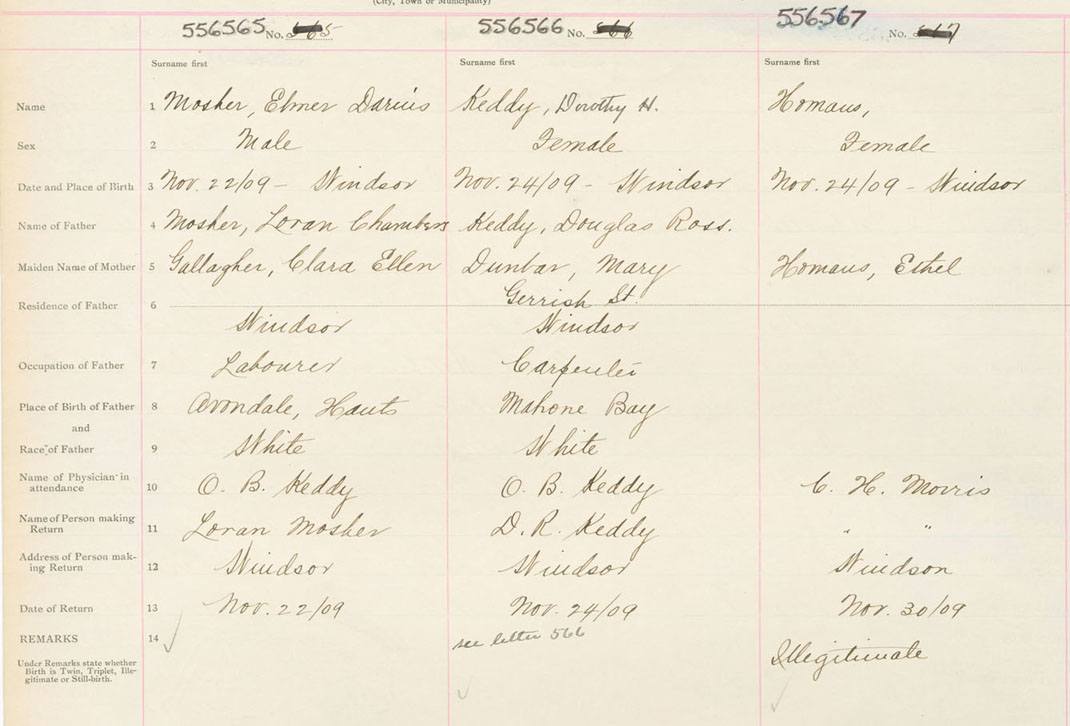 (City, Town or Municipality)
556565 No. 565 556566 No. 566 556567 No. 567
Surname first Surname first Surname first
Name 1 Mosher, Elmer Darius Keddy, Dorothy H. Homans,
Sex 2 Male Female Female
Date and Place of Birth 3 Nov. 22/09 - Windsor Nov. 24/09 - Windsor Nov. 24/09 - Windsor
Name of Father 4 Mosher, Loran Chambers Keddy, Douglas Ross.
Maiden Name of Mother 5 Gallagher, Clara Ellen Dunbar, Mary Homans, Ethel
Residence of Father 6 Gerrish St.
Windsor Windsor
Occupation of Father 7 Labourer Carpenter
Place of Birth of Father 8 Avondale, Hants Mahone Bay
and
Race of Father 9 White White
Name of Physician in
attendance 10 O. B. Keddy O. B. Keddy C. H. Morris
Name of Person making
Return 11 Loran Mosher D. R. Keddy " "
Address of Person mak-
ing Return 12 Windsor Windsor Windsor
Date of Return 13 Nov. 22/09 Nov. 24/09 Nov. 30/09
REMARKS 14 see letter 566
Under Remarks state whether
Birth is Twin, Triplet, Ille-
gitimate or Still-birth.
Illegitimate